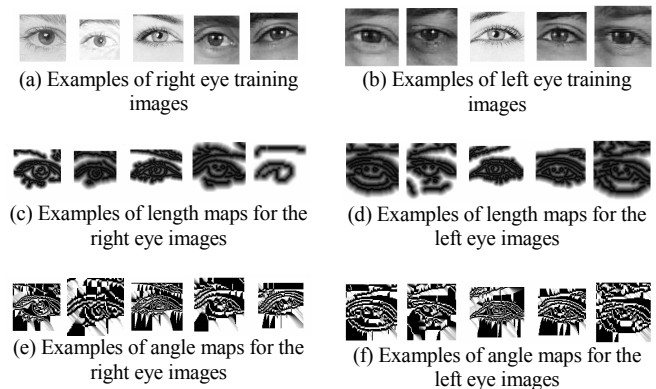 (a) Examples of right eye training
images
(b) Examples of left eye training
images
(c) Examples of length maps for the
right eye images
(d) Examples of length maps for the
left eye images
(e) Examples of angle maps for the
right eye images
(f) Examples of angle maps for the
left eye images